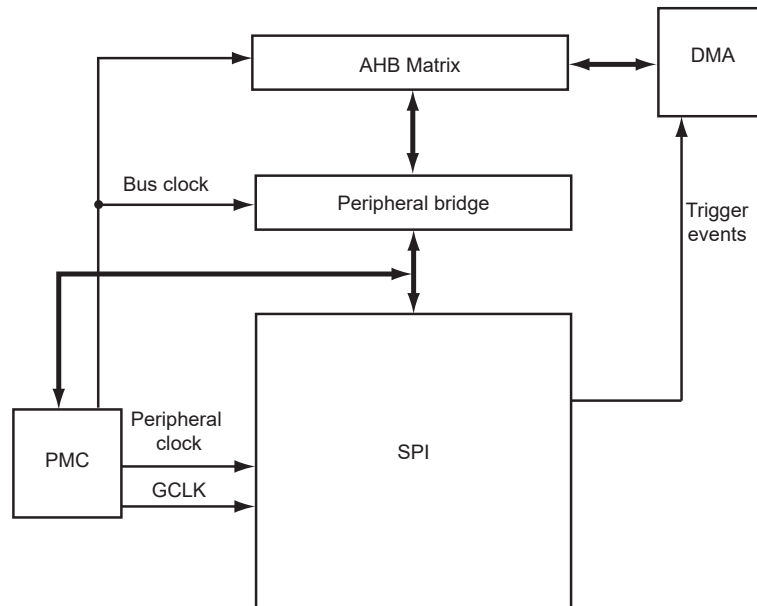 AHB Matrix
DMA
Bus clock
Peripheral bridge
Trigger
events
Peripheral
clock
PMC
SPI
GCLK